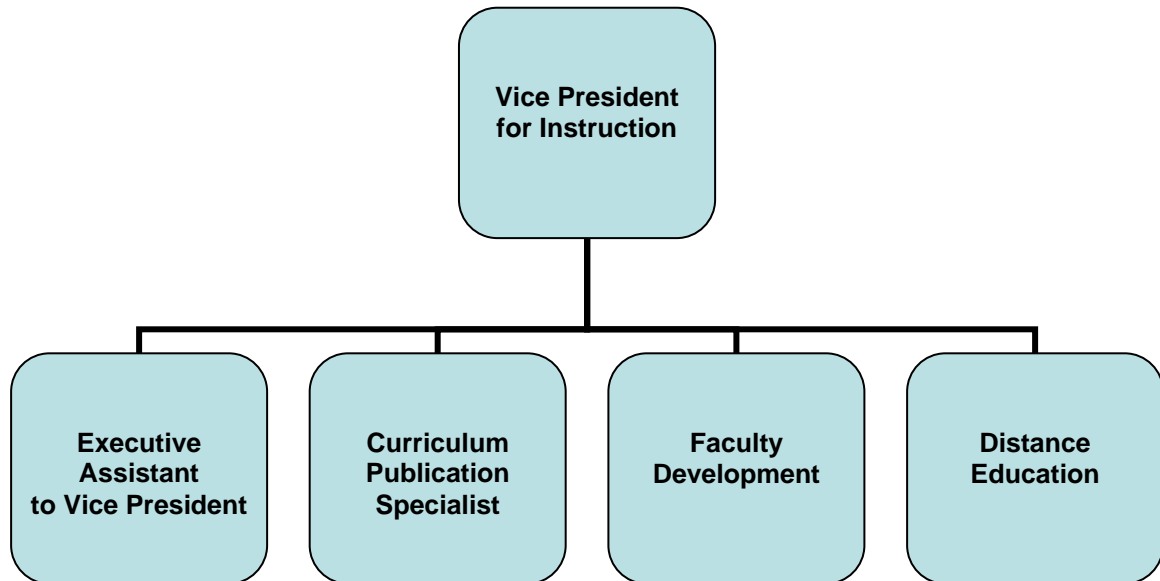 Vice President
for Instruction
Executive
Assistant
to Vice President
Curriculum
Publication
Specialist
Faculty
Development
Distance
Education